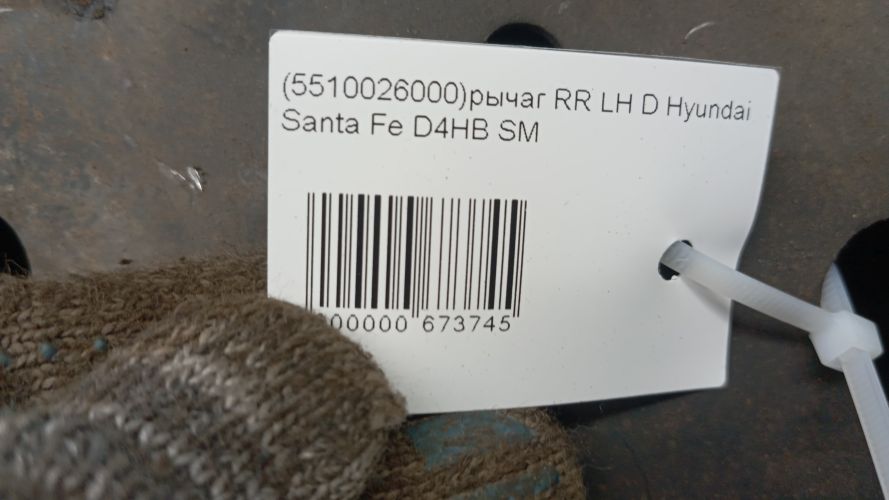 (5510026000)рычаг RR LH D Hyundai
Santa Fe D4HB SM
00000 673745